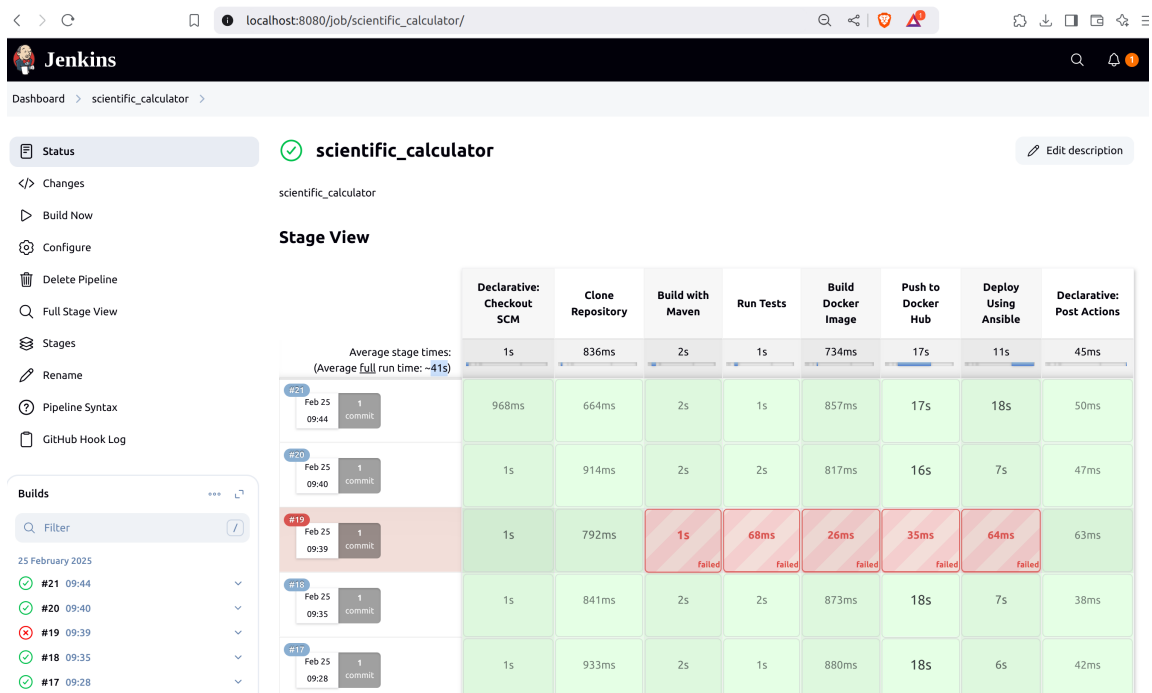 localhost:8080/job/scientific_calculator/
1
Jenkins
1
Dashboard
scientific_calculator
Status
Changes
Build Now
Configure
Delete Pipeline
Full Stage View
Stages
Rename
Pipeline Syntax
GitHub Hook Log
Builds
Filter
/
25 February 2025
#21 09:44
#20 09:40
#19 09:39
#18 09:35
#17 09:28
scientific_calculator
Edit description
scientific_calculator
Stage View
Declarative: Checkout SCM
Clone Repository
Build with Maven
Run Tests
Build Docker Image
Push to Docker Hub
Deploy Using Ansible
Declarative: Post Actions
Average stage times:
(Average full run time: ~41s)
1s 836ms 2s 1s 734ms 17s 11s 45ms
#21
Feb 25
09:44
1
commit
968ms 664ms 2s 1s 857ms 17s 18s 50ms
#20
Feb 25
09:40
1
commit
1s 914ms 2s 2s 817ms 16s 7s 47ms
#19
Feb 25
09:39
1
commit
1s 792ms 1s 68ms 26ms 35ms 64ms 63ms
failed failed failed failed failed
#18
Feb 25
09:35
1
commit
1s 841ms 2s 2s 873ms 18s 7s 38ms
#17
Feb 25
09:28
1
commit
1s 933ms 2s 1s 880ms 18s 6s 42ms